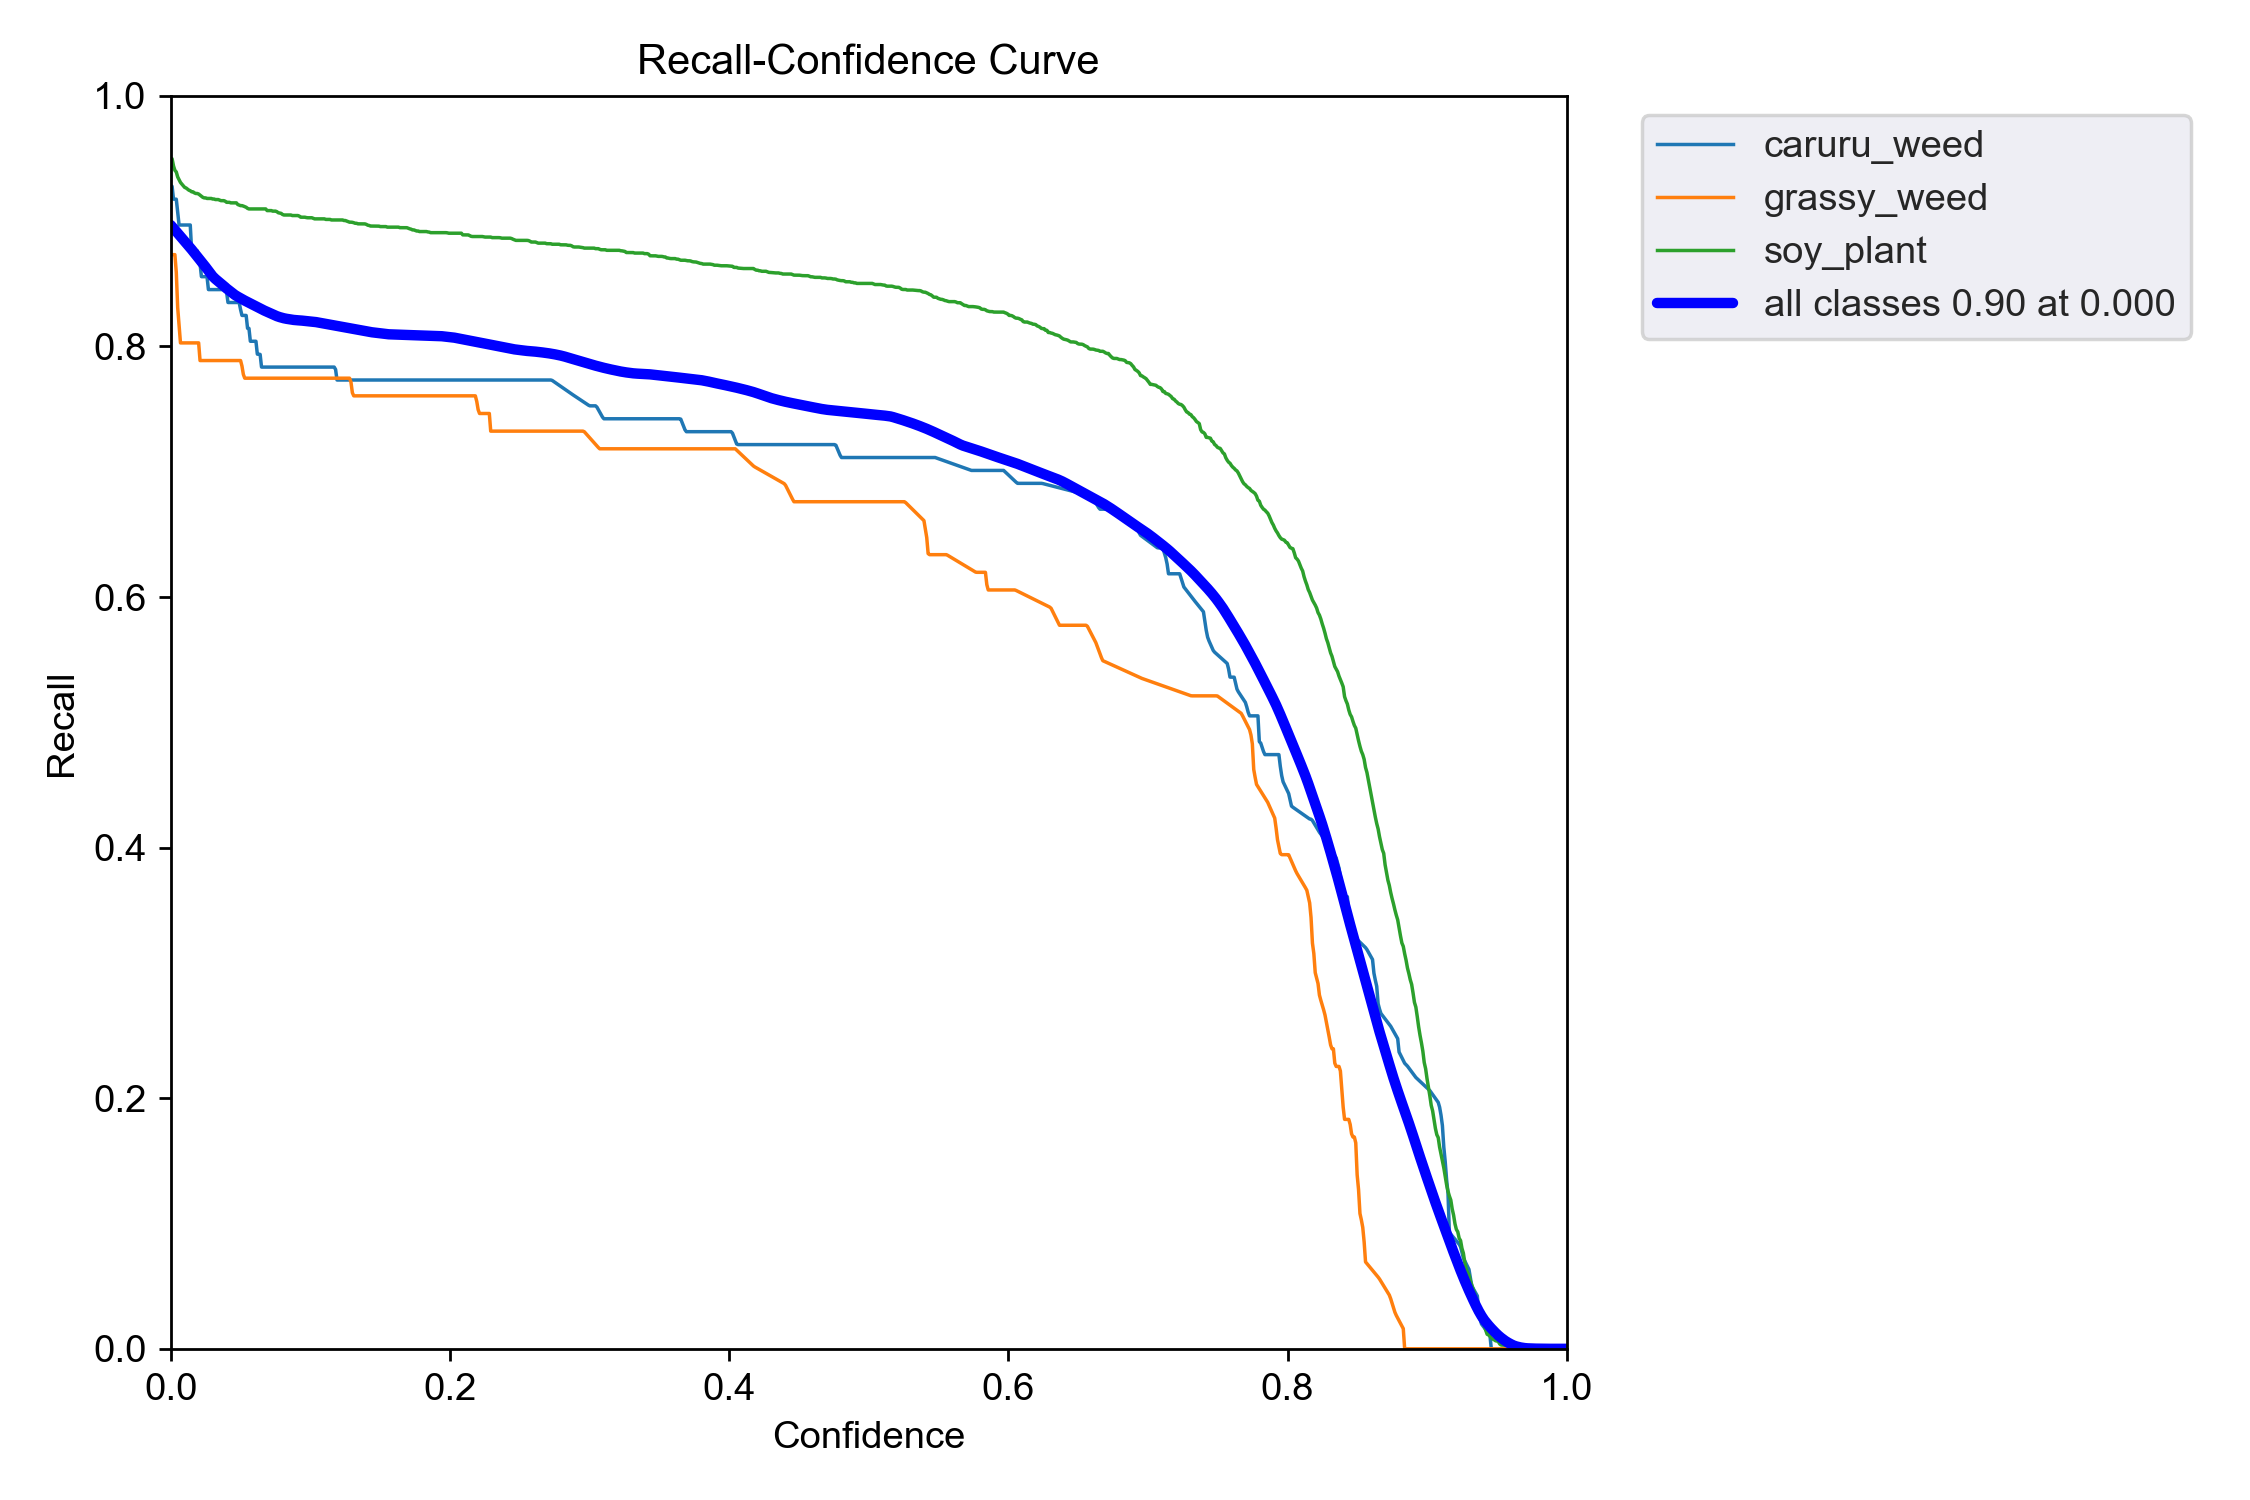 Recall-Confidence Curve
1.0
0.8
0.6
0.4
0.2
0.0
Recall
0.0 0.2 0.4 0.6 0.8 1.0
Confidence
caruru_weed
grassy_weed
soy_plant
all classes 0.90 at 0.000